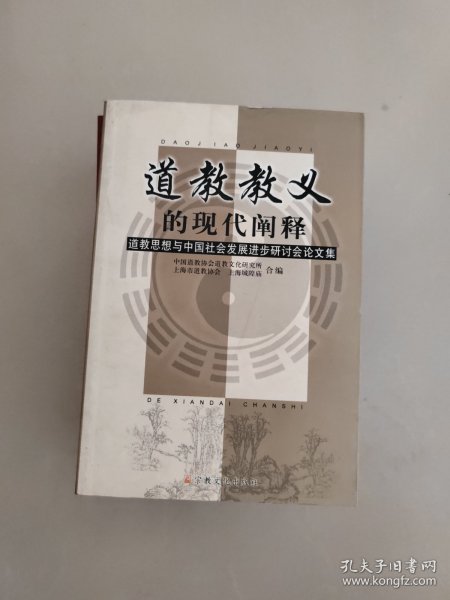 DAOJIAO JIAOYI
道教教义
的现代阐释
道教思想与中国社会发展进步研讨会论文集
中国道教协会道教文化研究所
上海市道教协会 上海城隍庙 合编
DE XIANDAI CHANSHI
宗教文化出版社
孔夫子旧书网
www.kongfz.com